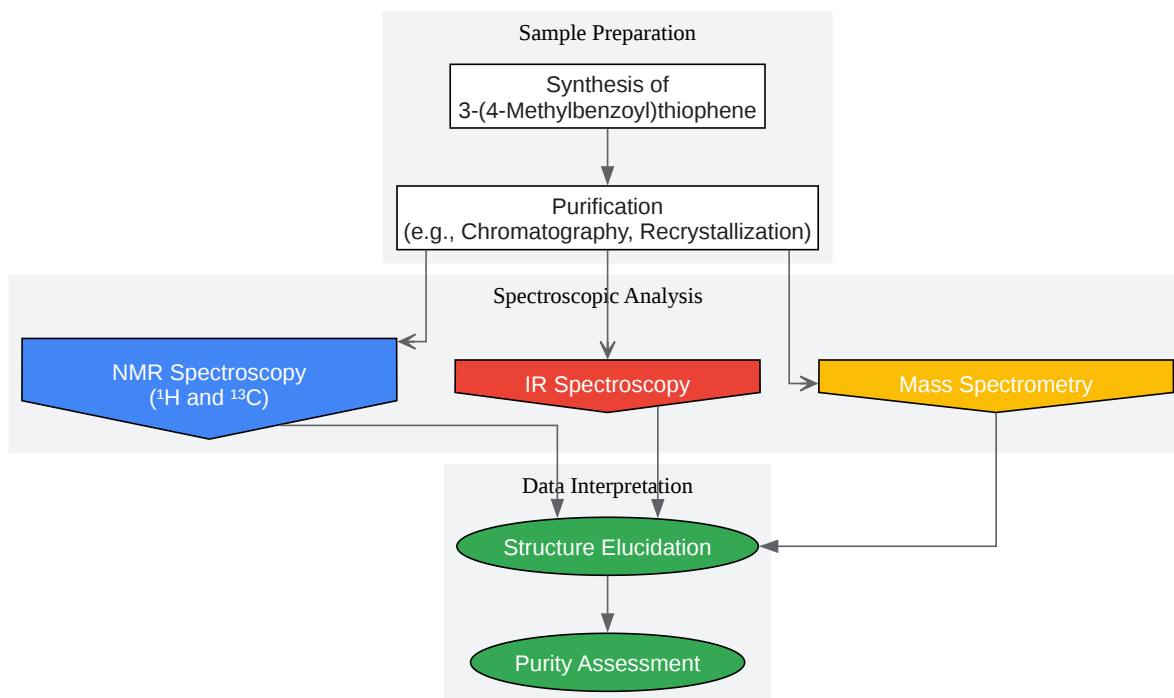 Sample Preparation
Synthesis of
3-(4-Methylbenzoyl)thiophene
Purification
(e.g., Chromatography, Recrystallization)
Spectroscopic Analysis
NMR Spectroscopy
(¹H and ¹³C)
IR Spectroscopy
Mass Spectrometry
Data Interpretation
Structure Elucidation
Purity Assessment